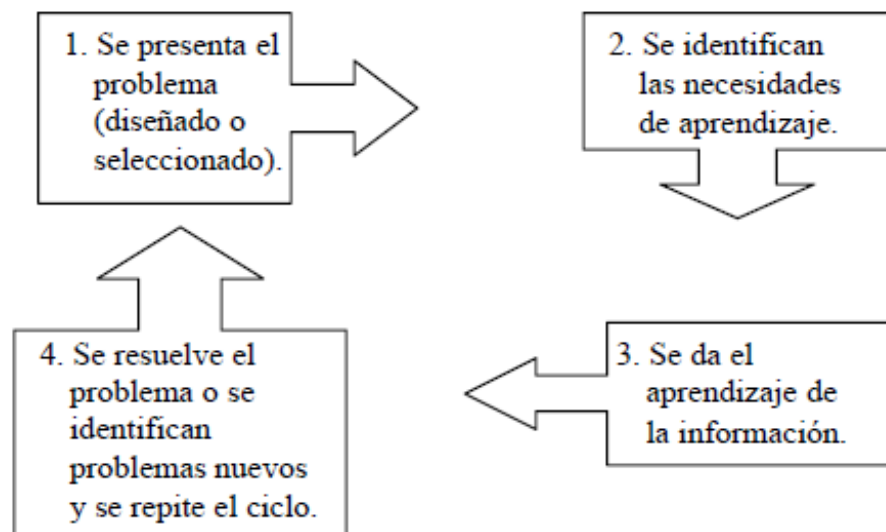 1. Se presenta el
problema
(diseñado o
seleccionado).
2. Se identifican
las necesidades
de aprendizaje.
3. Se da el
aprendizaje de
la información.
4. Se resuelve el
problema o se
identifican
problemas nuevos
y se repite el ciclo.